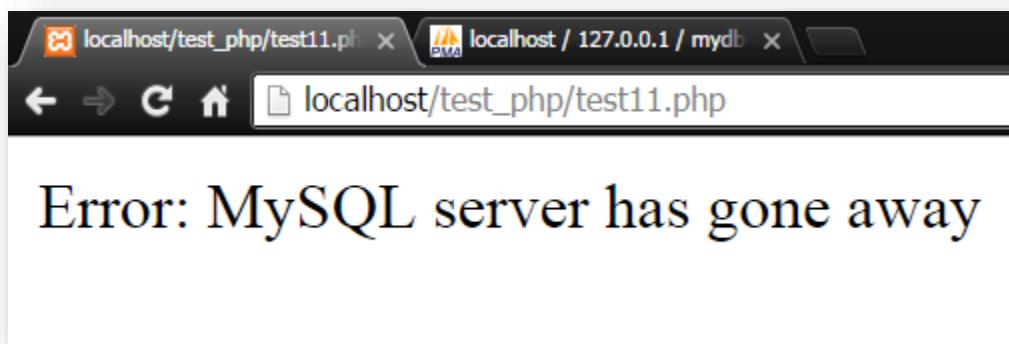 localhost/test_php/test11.ph
localhost / 127.0.0.1 / mydb
PMA
localhost/test_php/test11.php
Error: MySQL server has gone away